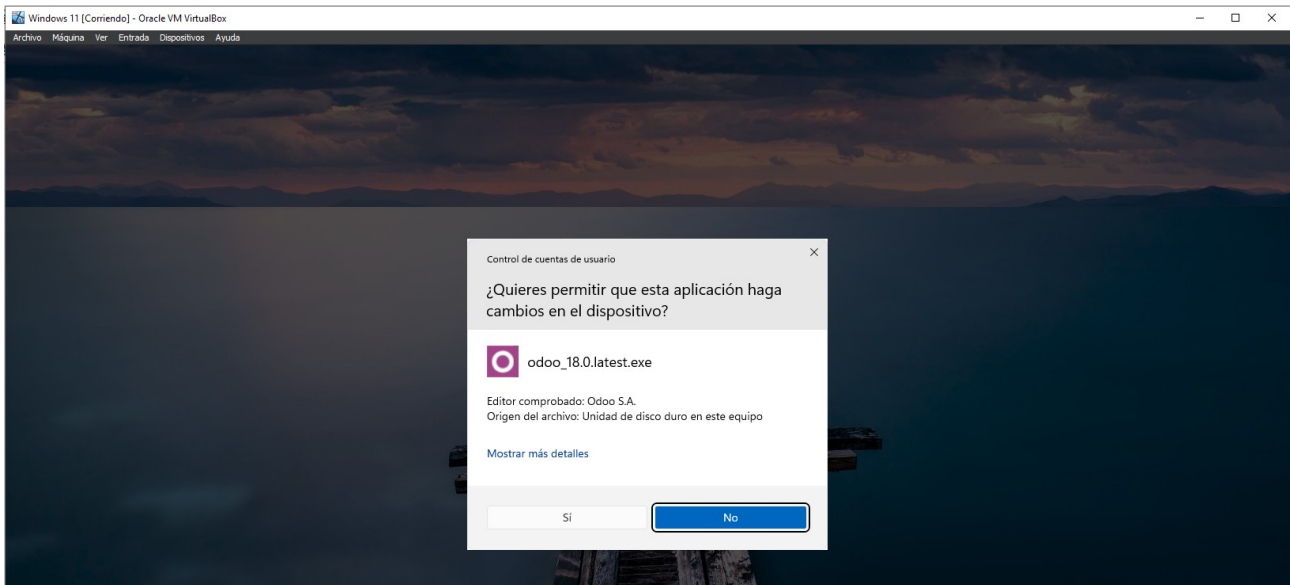 Windows 11 [Corriendo] - Oracle VM VirtualBox
Archivo Máquina Ver Entrada Dispositivos Ayuda
Control de cuentas de usuario
¿Quieres permitir que esta aplicación haga
cambios en el dispositivo?
odoo_18.0.latest.exe
Editor comprobado: Odoo S.A.
Origen del archivo: Unidad de disco duro en este equipo
Mostrar más detalles
Sí No